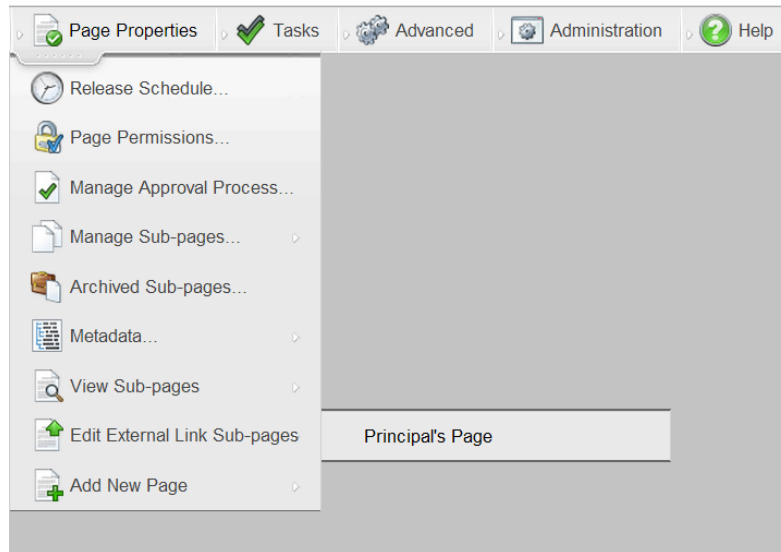 Page Properties Tasks Advanced Administration Help
Release Schedule...
Page Permissions...
Manage Approval Process...
Manage Sub-pages...
Archived Sub-pages...
Metadata...
View Sub-pages
Edit External Link Sub-pages Principal's Page
Add New Page